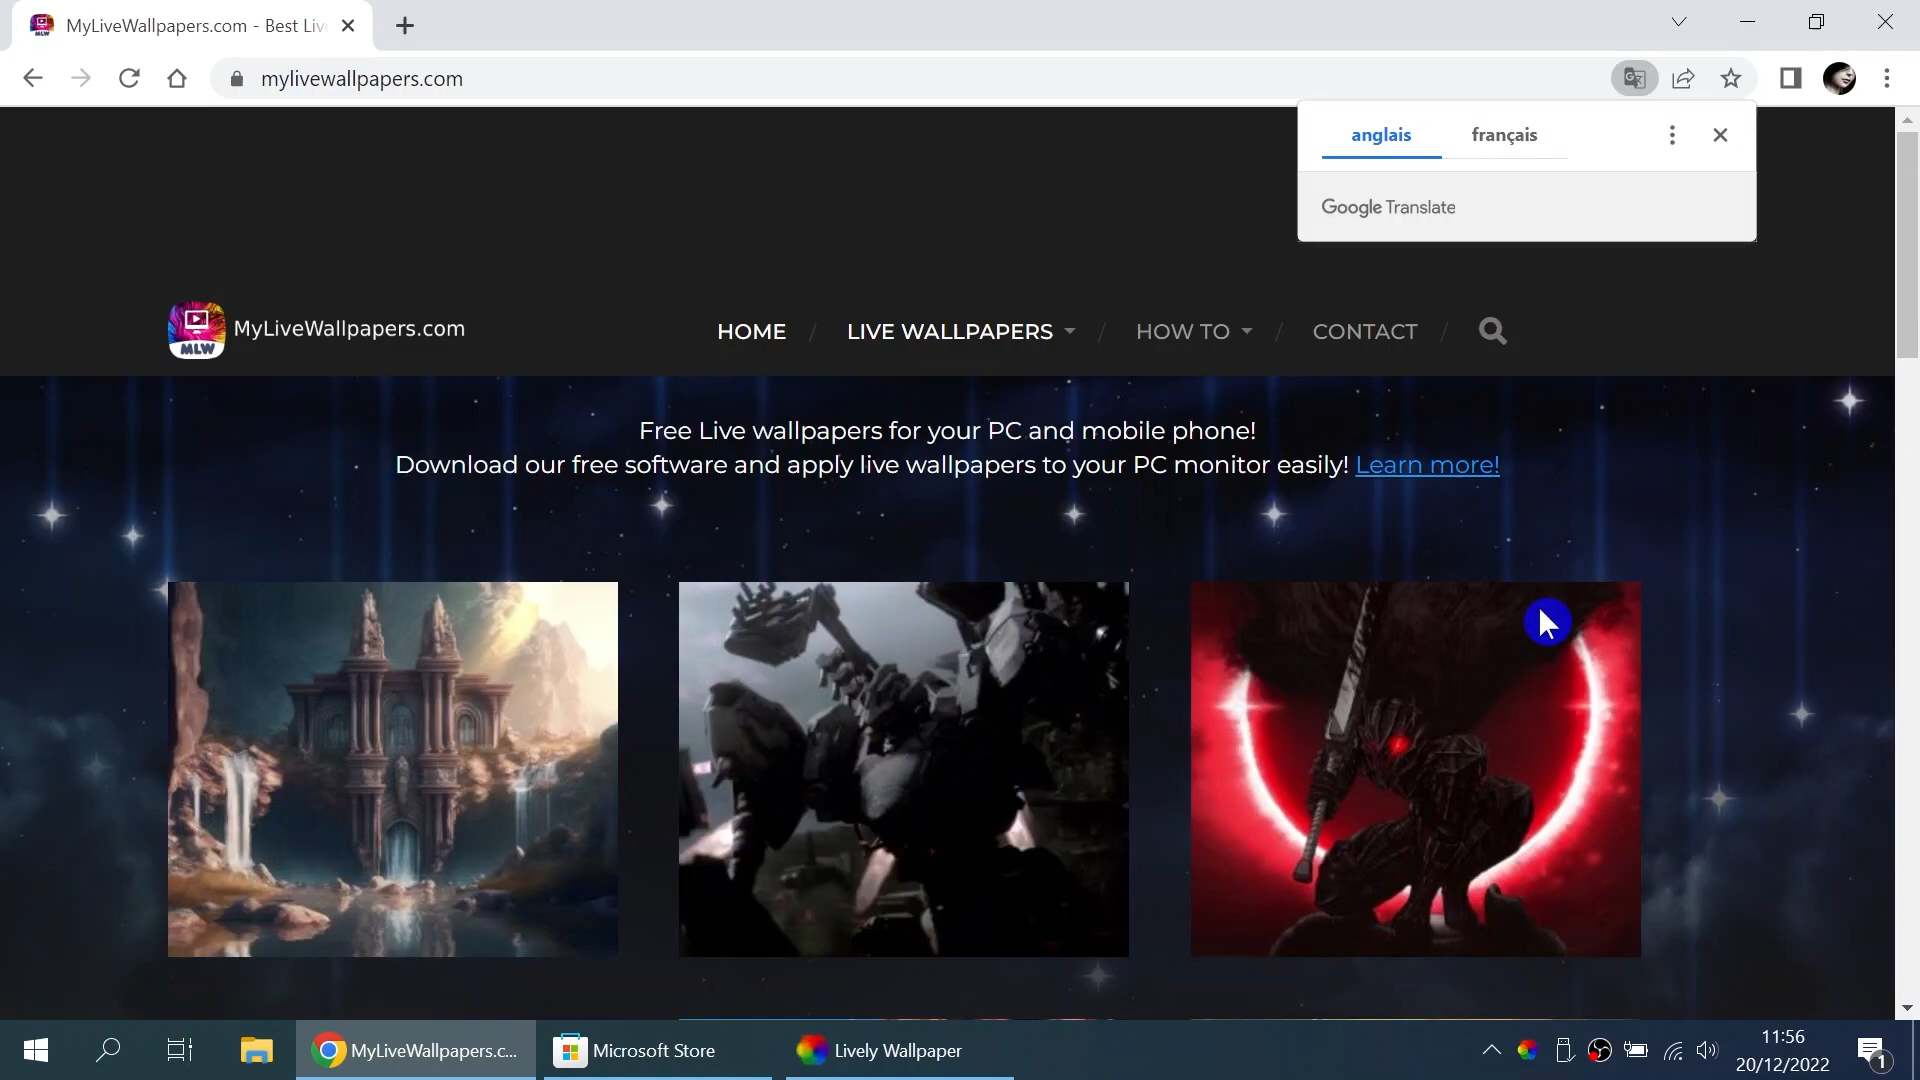 MyLiveWallpapers.com - Best Liv
mylivewallpapers.com
anglais
français
Google Translate
MLW
MyLiveWallpapers.com
HOME / LIVE WALLPAPERS / HOW TO / CONTACT /
Free Live wallpapers for your PC and mobile phone!
Download our free software and apply live wallpapers to your PC monitor easily! Learn more!
MyLiveWallpapers.c...
Microsoft Store
Lively Wallpaper
11:56
20/12/2022
1